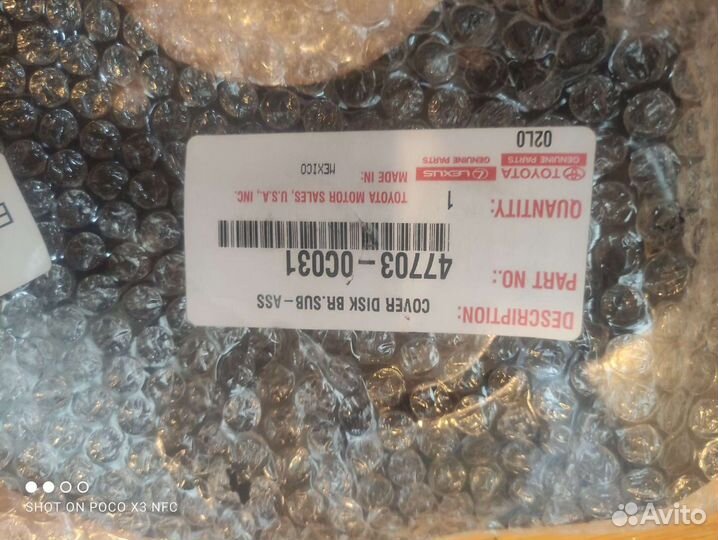 DESCRIPTION:
COVER DISK BR.SUB-ASS
PART NO.:
47703-0C031
QUANTITY:
1
TOYOTA MOTOR SALES, U.S.A., INC.
MADE IN:
MEXICO
TOYOTA
GENUINE PARTS
LEXUS
GENUINE PARTS
02L0
E
SHOT ON POCO X3 NFC
Avito